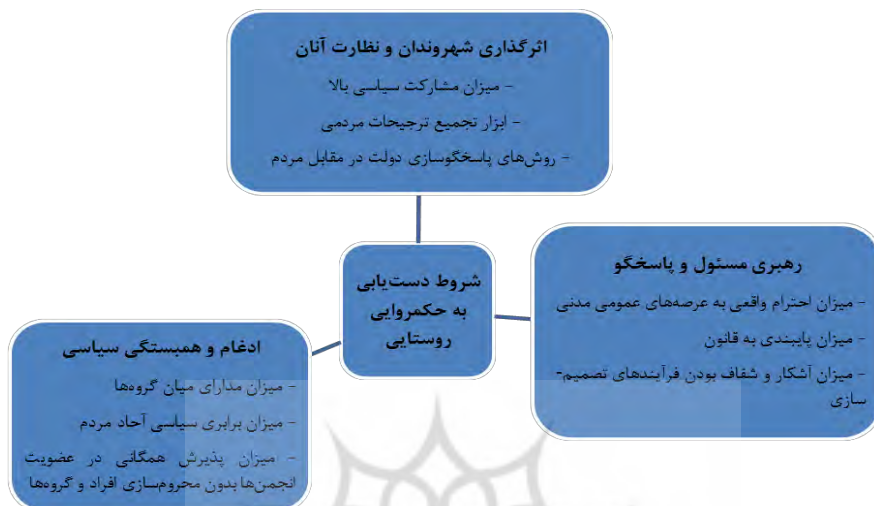 اثرگذاری شهروندان و نظارت آنان
- میزان مشارکت سیاسی بالا
- ابزار تجمیع ترجیحات مردمی
- روش‌های پاسخگوسازی دولت در مقابل مردم
شروط دست‌یابی
به حکمروایی
روستایی
رهبری مسئول و پاسخگو
- میزان احترام واقعی به عرصه‌های عمومی مدنی
- میزان پایبندی به قانون
- میزان آشکار و شفاف بودن فرآیندهای تصمیم-
سازی
ادغام و همبستگی سیاسی
- میزان مدارای میان گروه‌ها
- میزان برابری سیاسی آحاد مردم
- میزان پذیرش همگانی در عضویت
انجمن‌ها بدون محروم‌سازی افراد و گروه‌ها